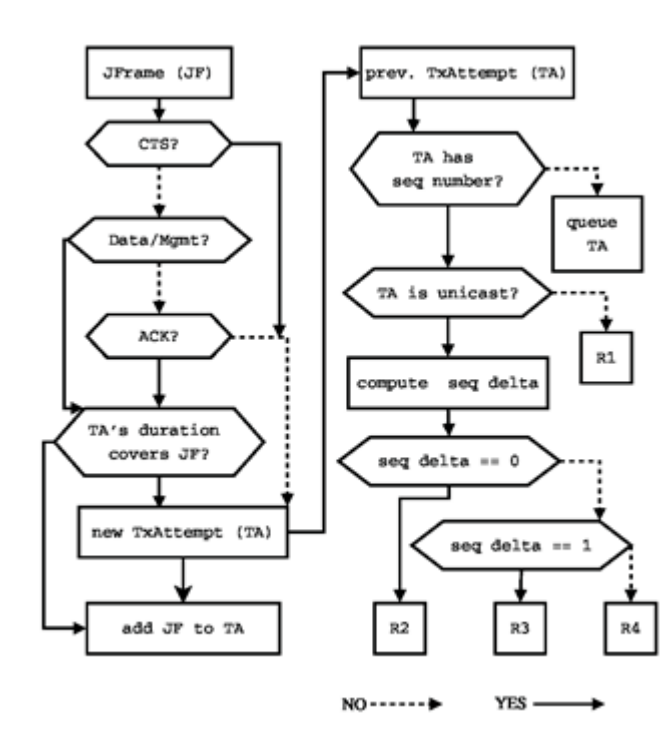 JFrame (JF)
CTS?
Data/Mgmt?
ACK?
TA's duration
covers JF?
new TxAttempt (TA)
add JF to TA
prev. TxAttempt (TA)
TA has
seq number?
queue
TA
TA is unicast?
R1
compute seq delta
seq delta == 0
seq delta == 1
R2
R3
R4
NO
YES